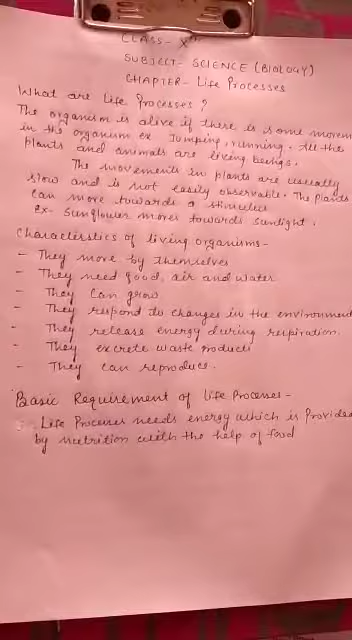 CLASS- Xth
SUBJECT- SCIENCE (BIOLOGY)
CHAPTER- Life Processes
What are Life Processes?
The organism is alive if there is some movem
in the organism ex Jumping, running. All the
plants and animals are living beings.
The movements in plants are usually
slow and is not easily observable. The plants
can move towards a stimulus
ex- Sunflower moves towards sunlight.
Characteristics of living organisms-
- They move by themselves
- They need food, air and water
- They can grow
- They respond to changes in the environment
- They release energy during respiration.
- They excrete waste products
- They can reproduce.
Basic Requirement of Life Processes-
Life Processes needs energy which is Provided
by nutrition with the help of food